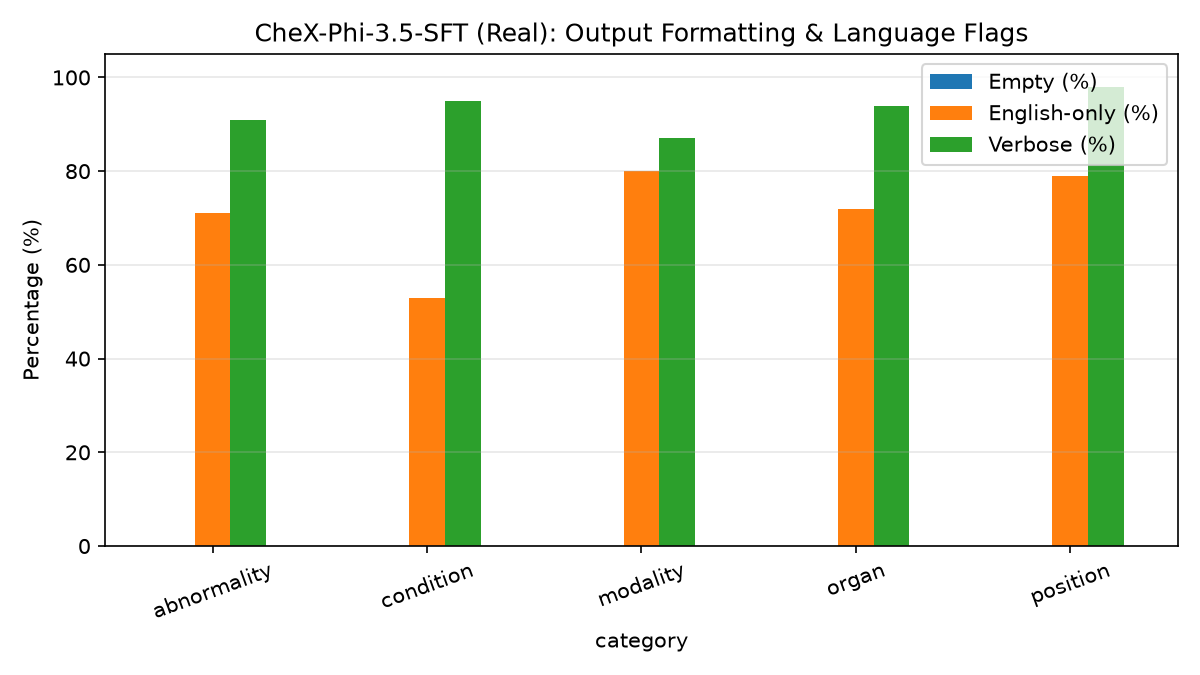 CheX-Phi-3.5-SFT (Real): Output Formatting & Language Flags
Empty (%)
English-only (%)
Verbose (%)
Percentage (%)
100
80
60
40
20
0
abnormality
condition
modality
organ
position
category